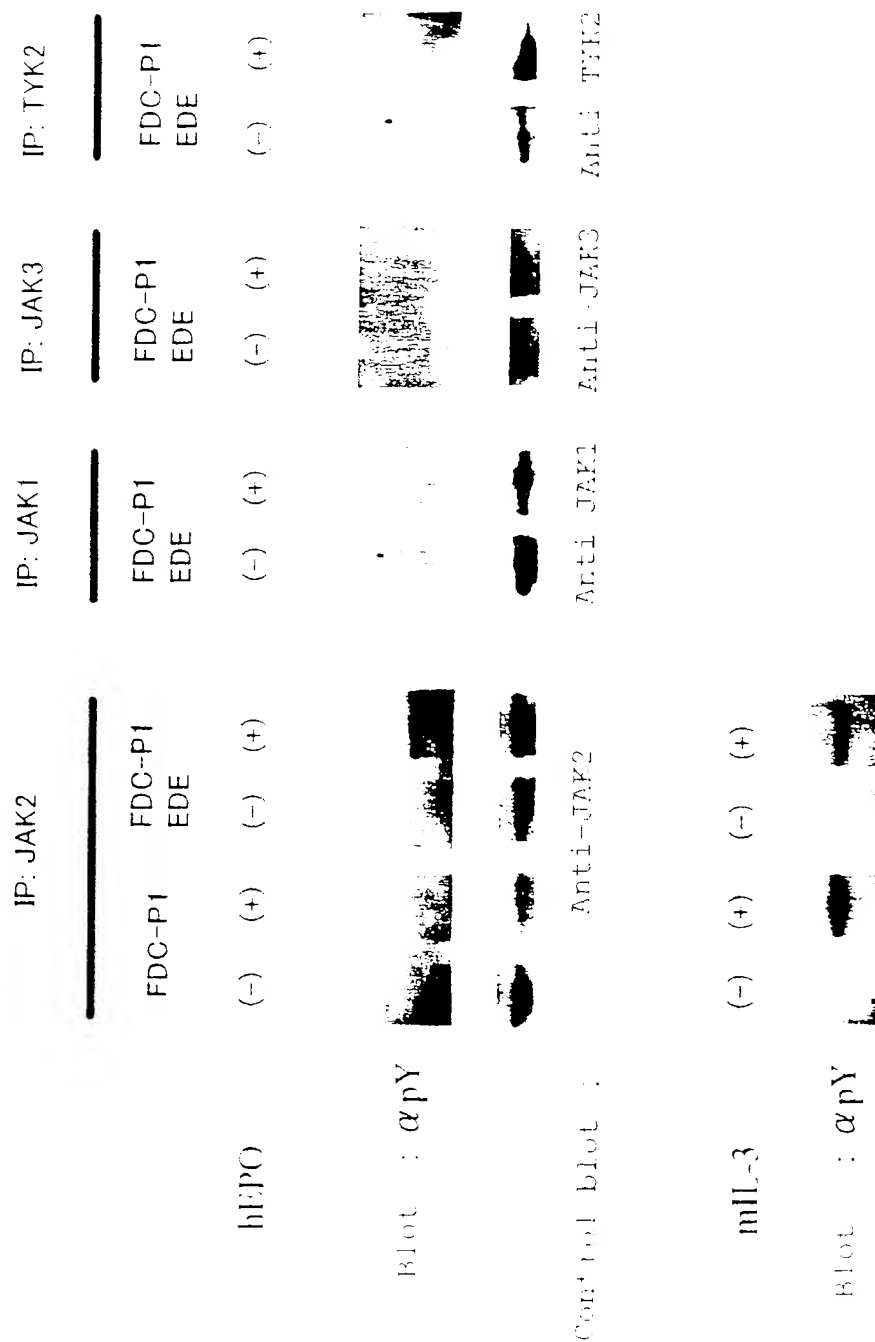 IP: JAK2 IP: JAK1 IP: JAK3 IP: TYK2
FDC-P1 FDC-P1 FDC-P1 FDC-P1 FDC-P1
EDE EDE EDE EDE
hEPO (−) (+) (−) (+) (−) (+) (−) (+) (−) (+)
Blot : αpY
Control blot : Anti-JAK2 Anti JAK1 Anti JAK3 Anti TYK2
mIL-3 (−) (+) (−) (+)
Blot : αpY